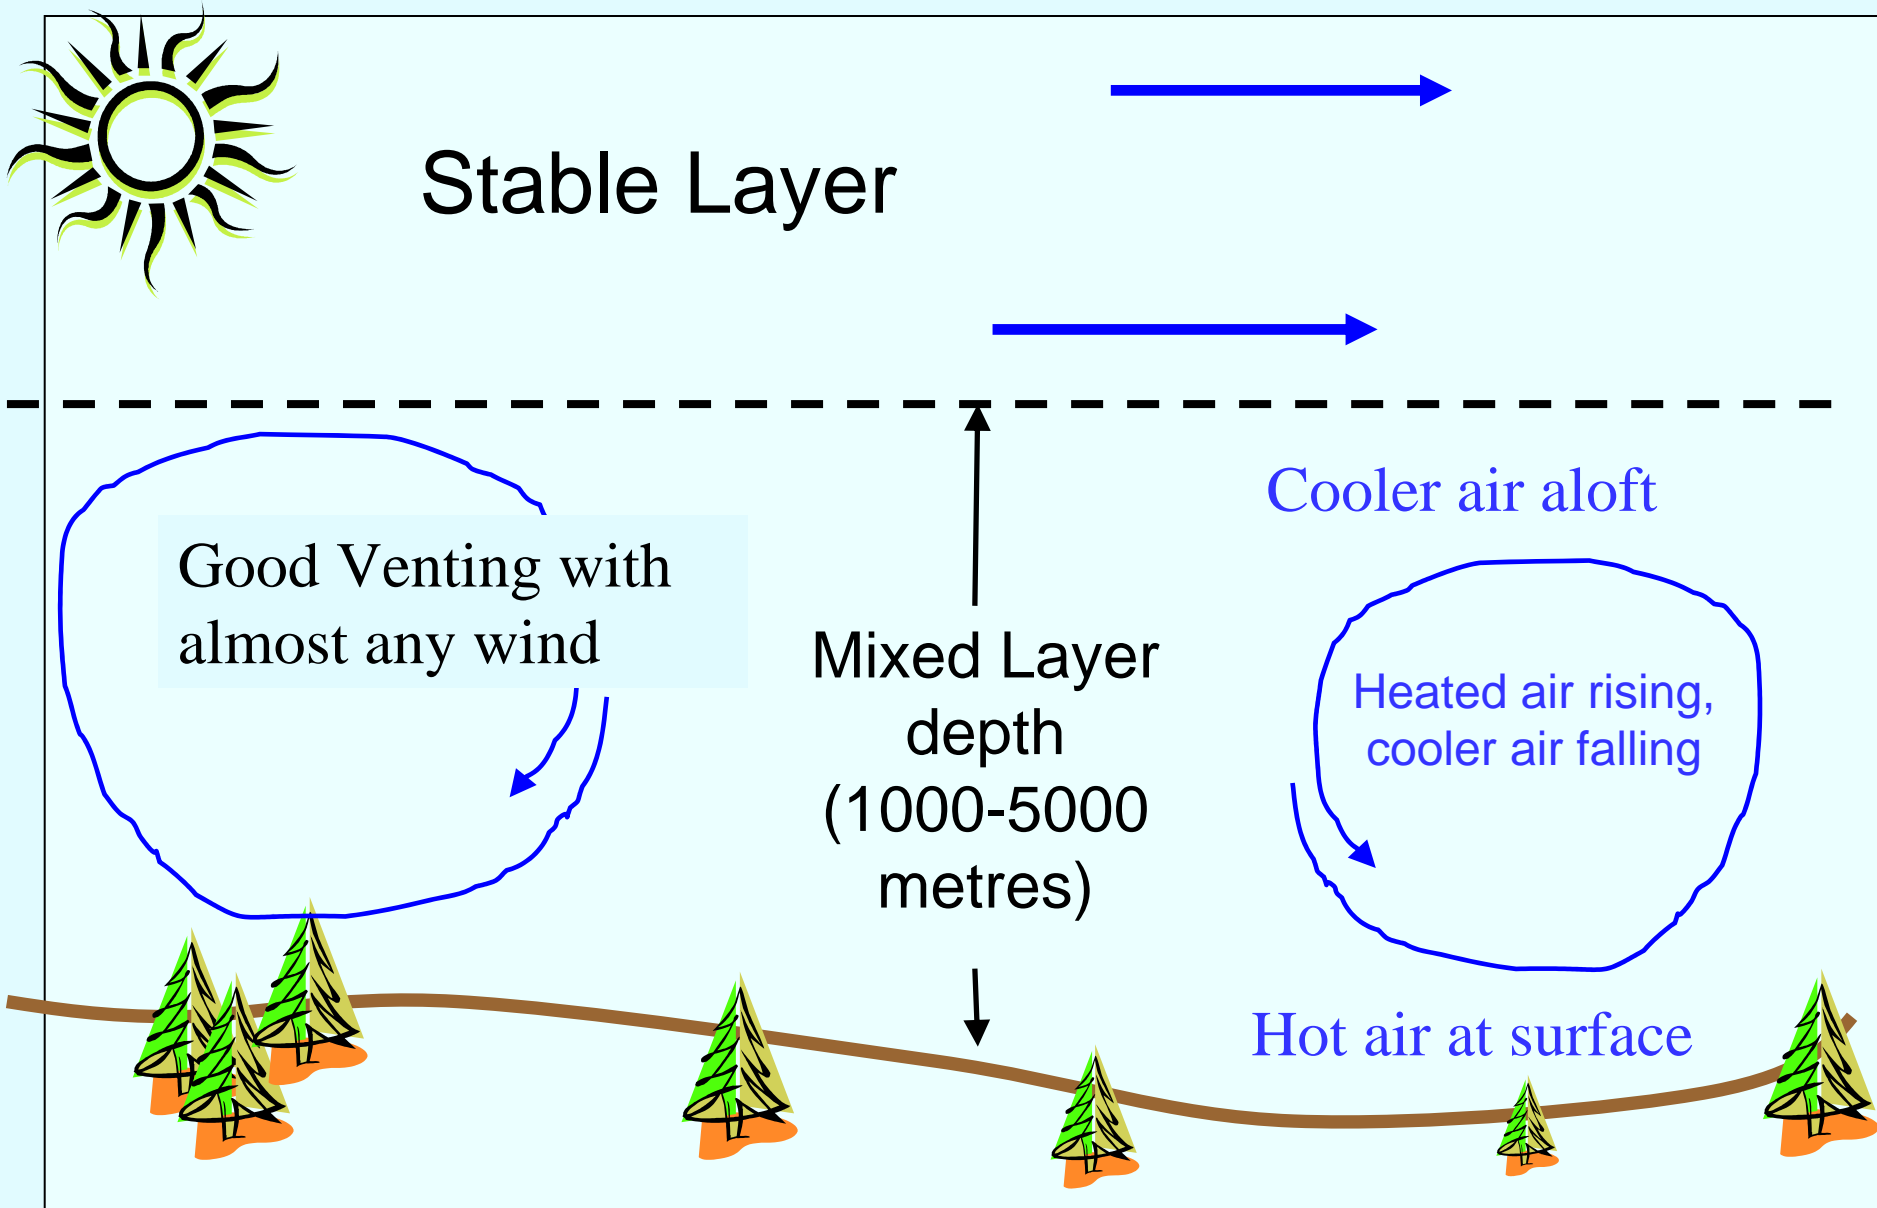 Stable Layer
Cooler air aloft
Good Venting with
almost any wind
Mixed Layer
depth
(1000-5000
metres)
Heated air rising,
cooler air falling
Hot air at surface